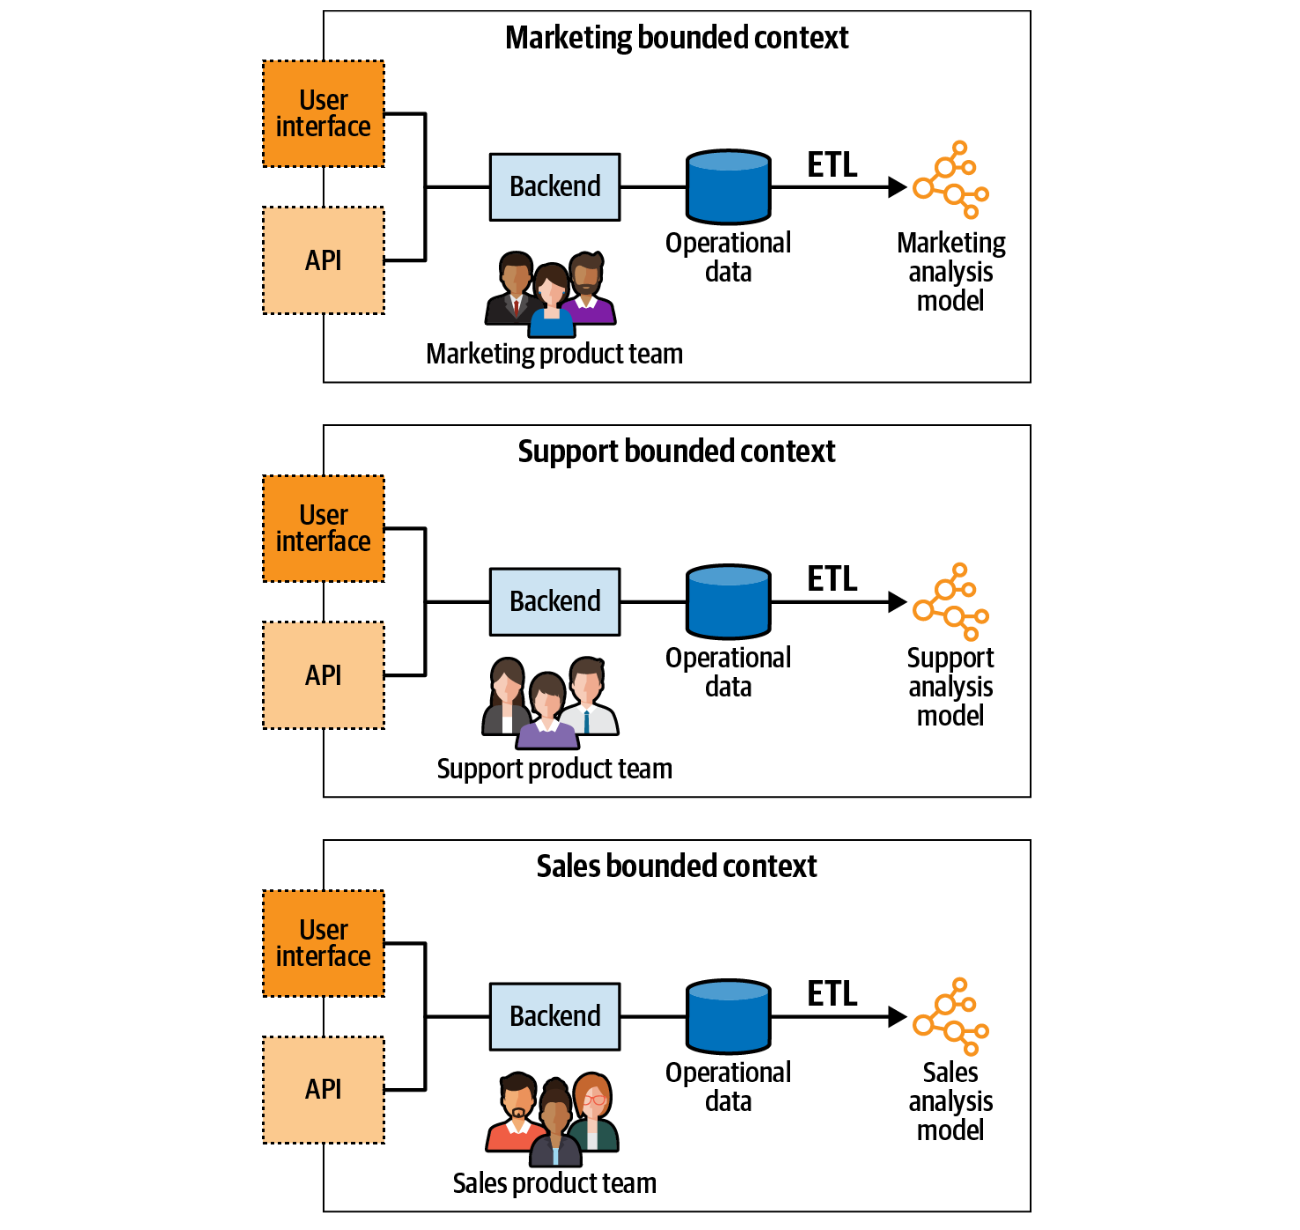 Marketing bounded context
User
interface
API
Backend
Operational
data
ETL
Marketing
analysis
model
Marketing product team
Support bounded context
User
interface
API
Backend
Operational
data
ETL
Support
analysis
model
Support product team
Sales bounded context
User
interface
API
Backend
Operational
data
ETL
Sales
analysis
model
Sales product team